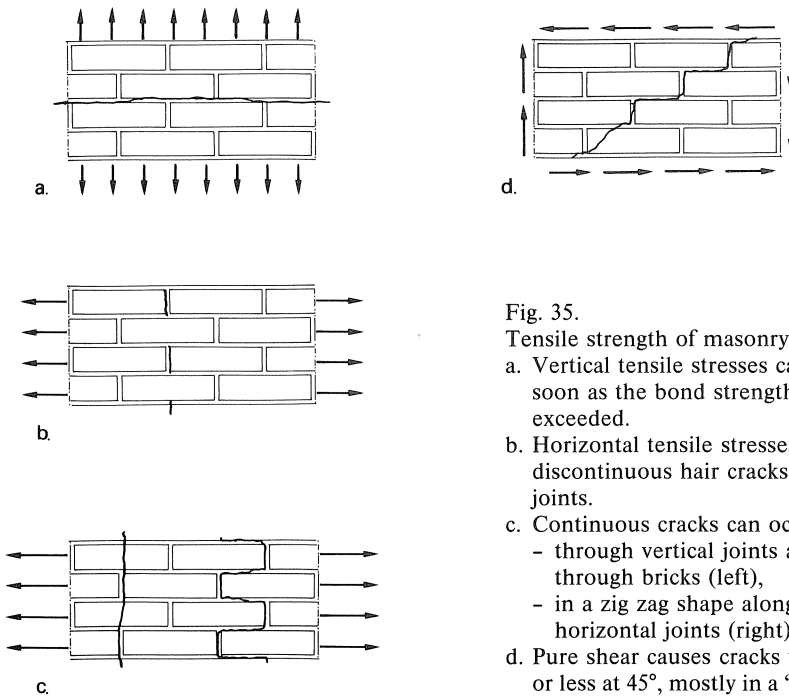 a.
b.
c.
d.
Fig. 35.
Tensile strength of masonry
a. Vertical tensile stresses ca
soon as the bond strength
exceeded.
b. Horizontal tensile stresse
discontinuous hair cracks
joints.
c. Continuous cracks can oc
- through vertical joints a
through bricks (left),
- in a zig zag shape along
horizontal joints (right)
d. Pure shear causes cracks
or less at 45°, mostly in a